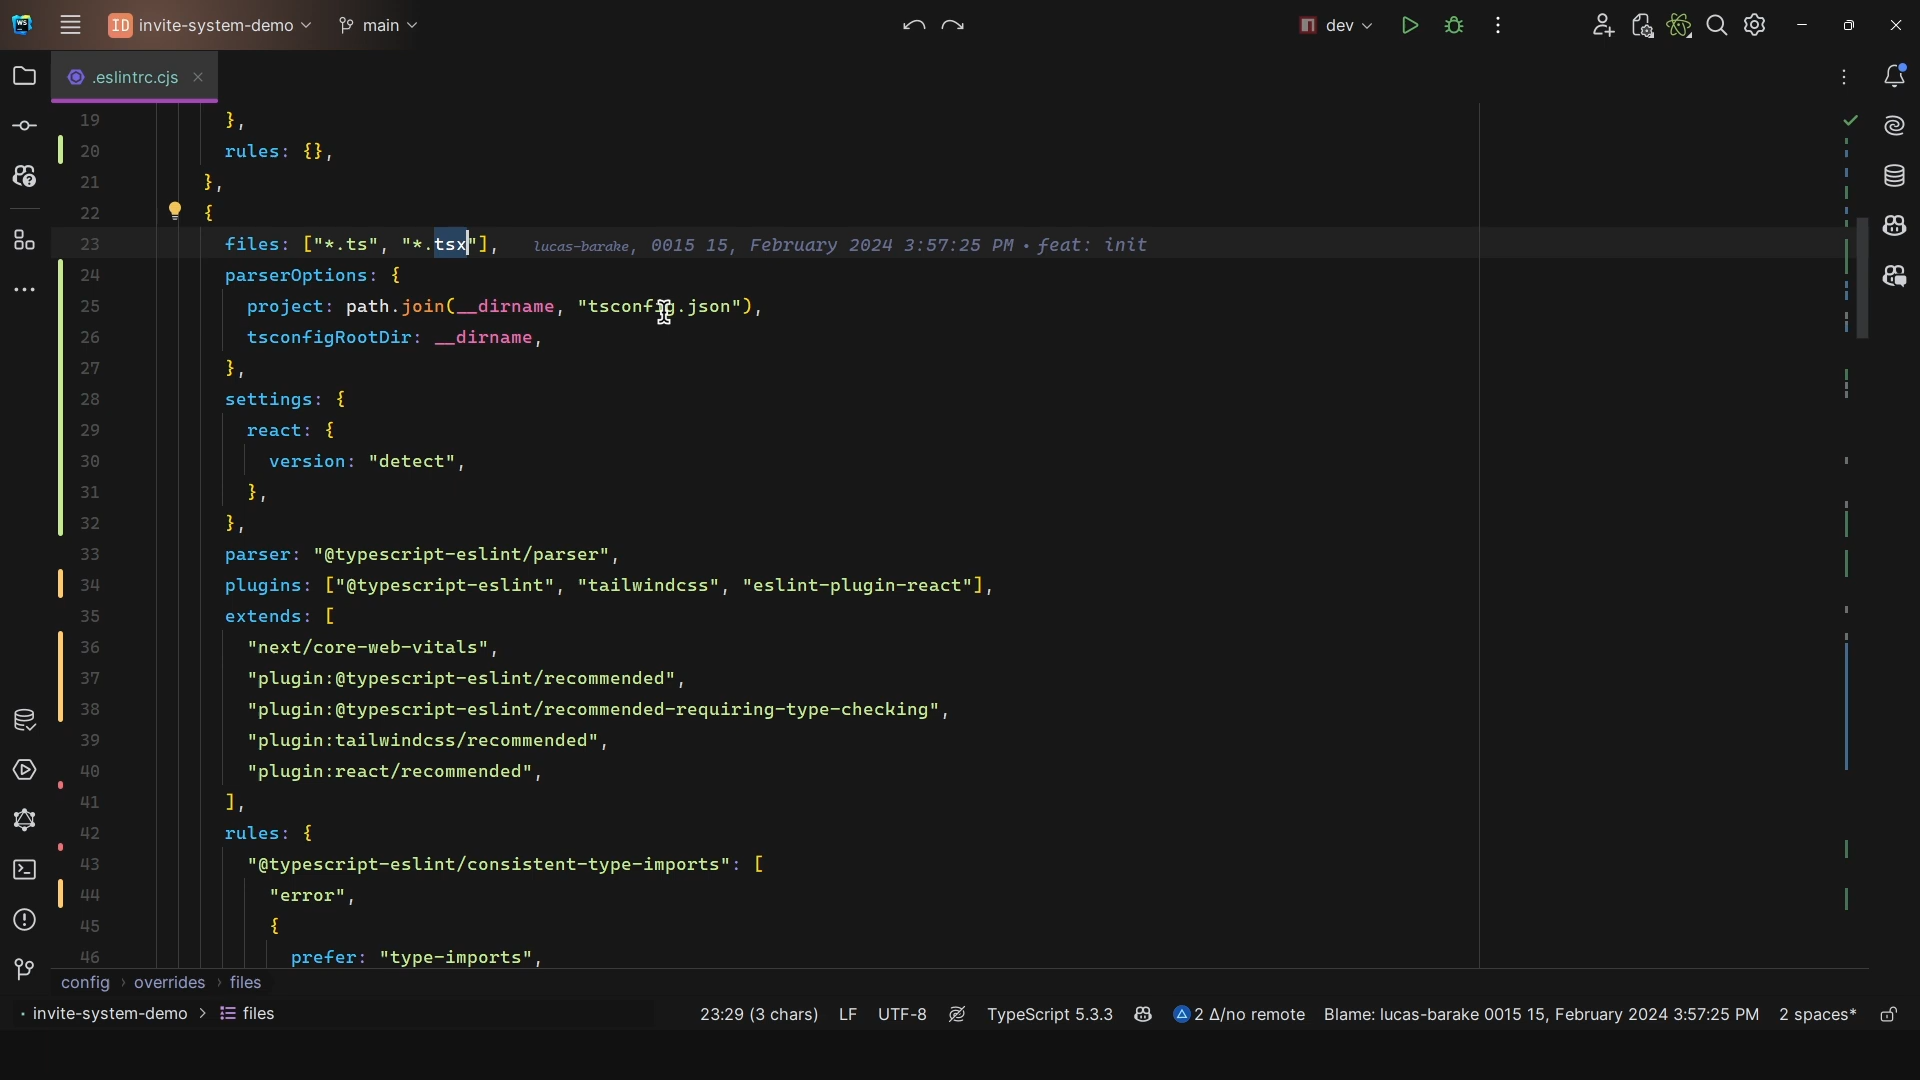 WS ID invite-system-demo main dev
.eslintrc.cjs
19 },
20 rules: {},
21 },
22 {
23 files: ["*.ts", "*.tsx"], lucas-barake, 0015 15, February 2024 3:57:25 PM • feat: init
24 parserOptions: {
25 project: path.join(__dirname, "tsconfig.json"),
26 tsconfigRootDir: __dirname,
27 },
28 settings: {
29 react: {
30 version: "detect",
31 },
32 },
33 parser: "@typescript-eslint/parser",
34 plugins: ["@typescript-eslint", "tailwindcss", "eslint-plugin-react"],
35 extends: [
36 "next/core-web-vitals",
37 "plugin:@typescript-eslint/recommended",
38 "plugin:@typescript-eslint/recommended-requiring-type-checking",
39 "plugin:tailwindcss/recommended",
40 "plugin:react/recommended",
41 ],
42 rules: {
43 "@typescript-eslint/consistent-type-imports": [
44 "error",
45 {
46 prefer: "type-imports",
config › overrides › files
invite-system-demo > files 23:29 (3 chars) LF UTF-8 TypeScript 5.3.3 2 Δ/no remote Blame: lucas-barake 0015 15, February 2024 3:57:25 PM 2 spaces*